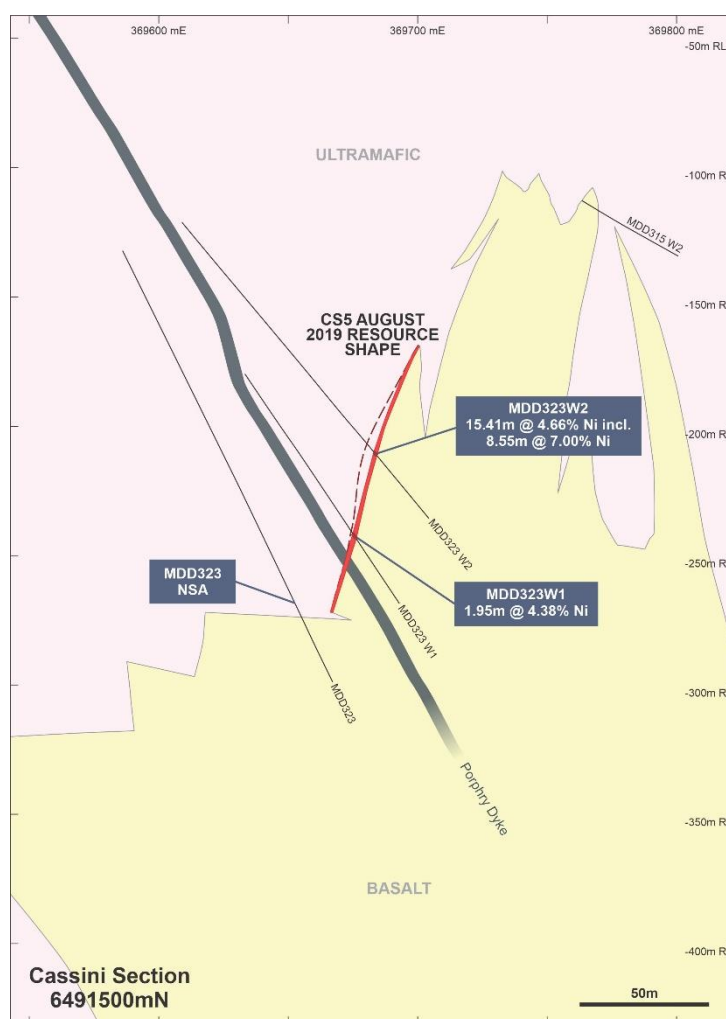 369600 mE
369700 mE
369800 mE
-50m RL
ULTRAMAFIC
-100m R
MDD315 W2
-150m R
CS5 AUGUST
2019 RESOURCE
SHAPE
MDD323W2
15.41m @ 4.66% Ni incl.
8.55m @ 7.00% Ni
-200m R
MDD323 W2
-250m R
MDD323
NSA
MDD323W1
1.95m @ 4.38% Ni
MDD323 W1
MDD323
-300m R
Porphry Dyke
-350m R
BASALT
-400m R
Cassini Section
6491500mN
50m